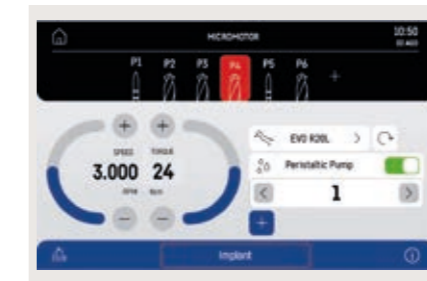 MICROMOTOR
10:50
P1 P2 P3 P4 P5 P6
SPEED TORQUE
3.000 24
RPM Ncm
EVO R20L
Peristaltic Pump
1
Implant